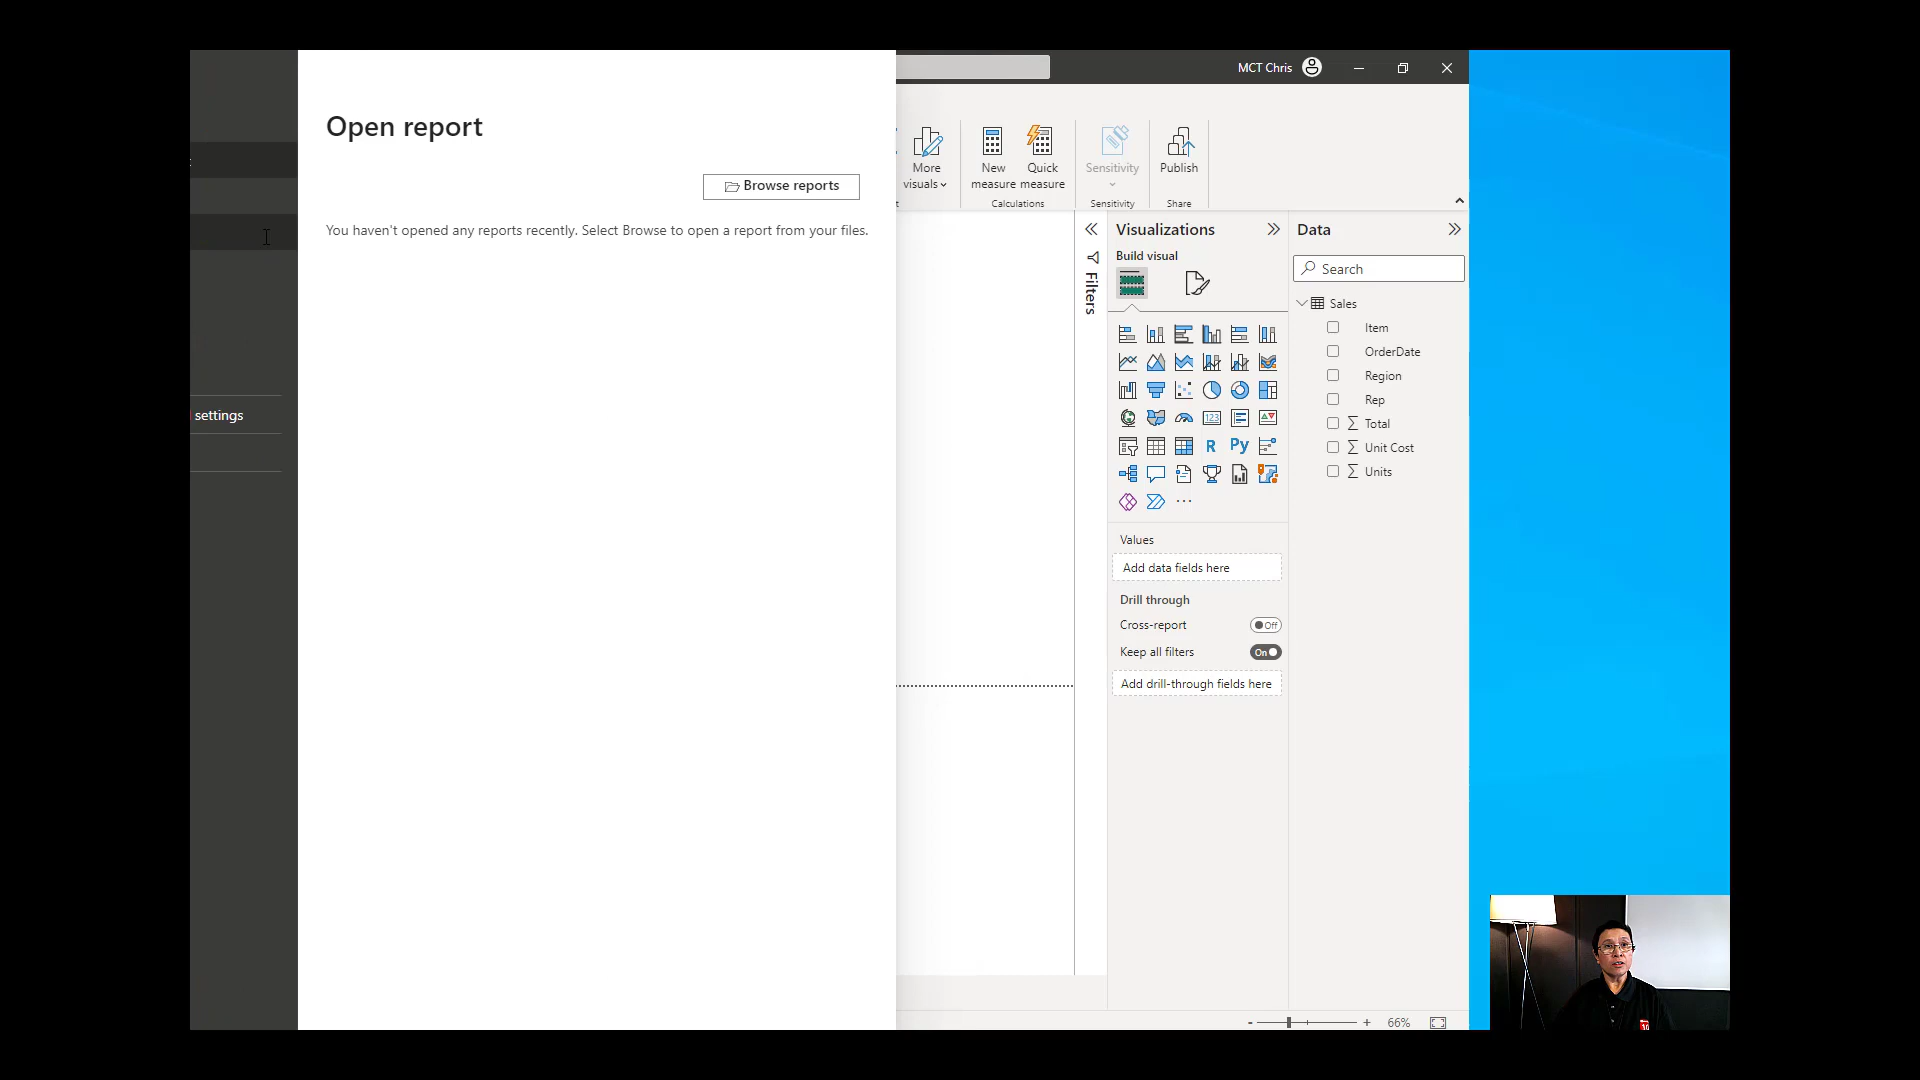 MCT Chris
Open report
Browse reports
You haven't opened any reports recently. Select Browse to open a report from your files.
settings
More
visuals
New
measure
Quick
measure
Calculations
Sensitivity
Sensitivity
Publish
Share
Filters
Visualizations
Build visual
R
Py
123
Values
Add data fields here
Drill through
Cross-report
Off
Keep all filters
On
Add drill-through fields here
Data
Search
Sales
Item
OrderDate
Region
Rep
Total
Unit Cost
Units
- + 66%